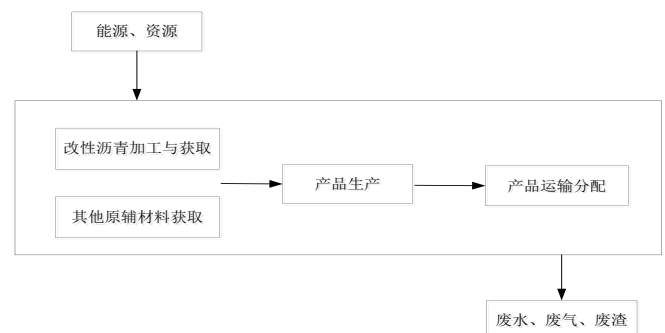 能源、资源
改性沥青加工与获取
其他原辅材料获取
产品生产
产品运输分配
废水、废气、废渣